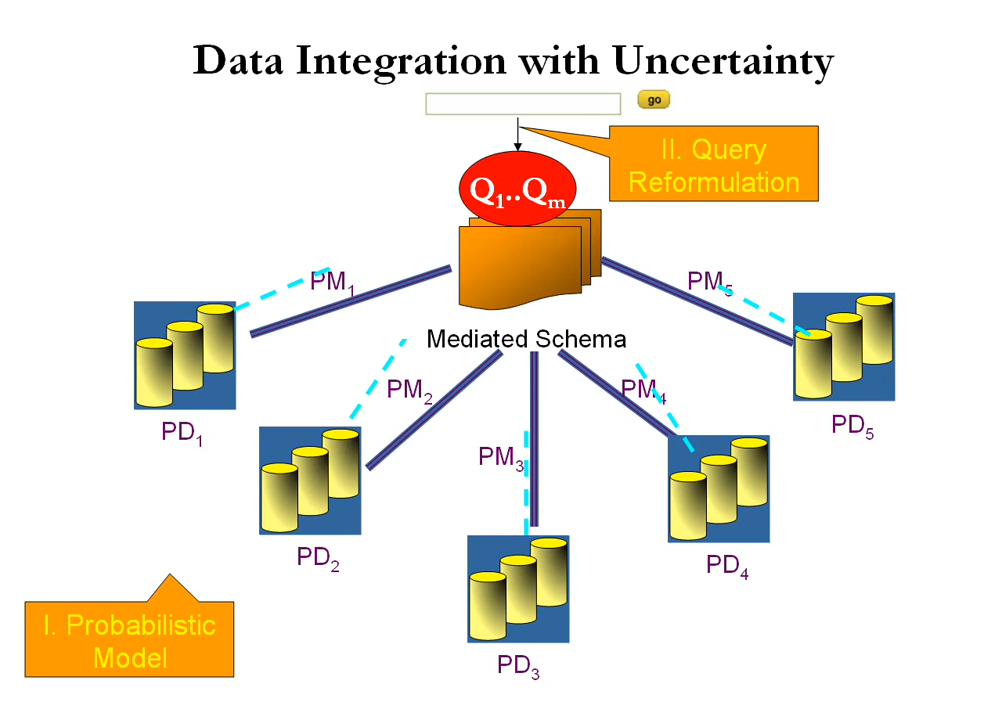 Data Integration with Uncertainty
go
II. Query
Reformulation
Q1..Qm
PM1
PM5
Mediated Schema
PM2
PM4
PD1
PD5
PM3
PD2
PD4
I. Probabilistic
Model
PD3